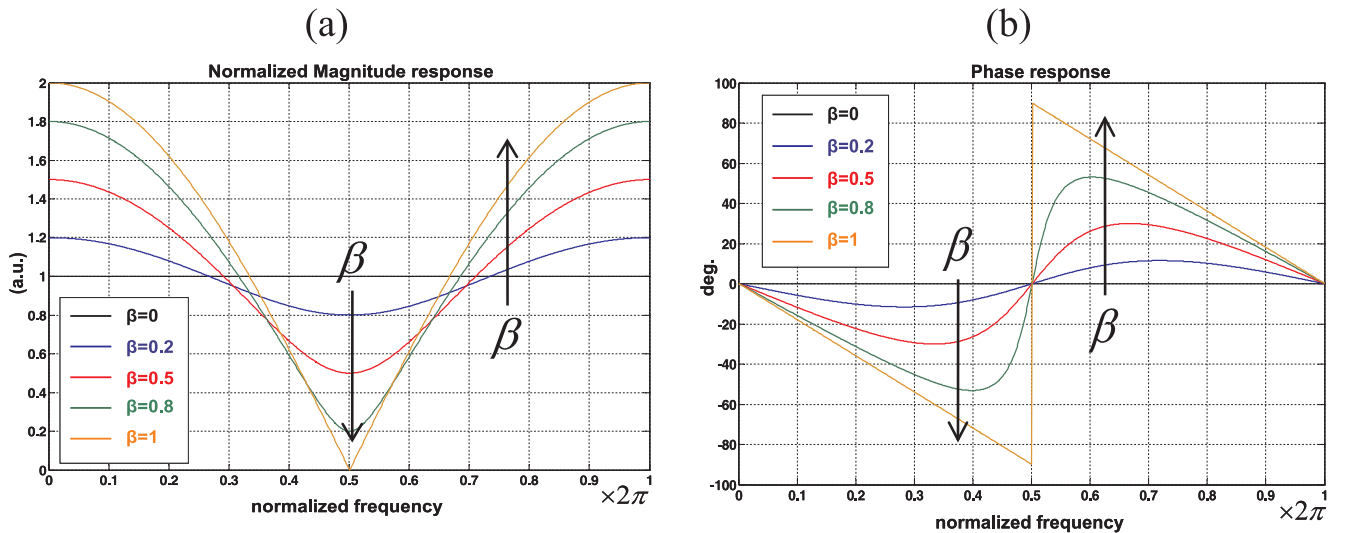 (a)
Normalized Magnitude response
2
1.8
1.6
1.4
1.2
1
0.8
0.6
0.4
0.2
0
(a.u.)
β
β
β=0
β=0.2
β=0.5
β=0.8
β=1
0 0.1 0.2 0.3 0.4 0.5 0.6 0.7 0.8 0.9 1
normalized frequency
×2π
(b)
Phase response
100
80
60
40
20
0
-20
-40
-60
-80
-100
deg.
β=0
β=0.2
β=0.5
β=0.8
β=1
β
β
0 0.1 0.2 0.3 0.4 0.5 0.6 0.7 0.8 0.9 1
normalized frequency
×2π